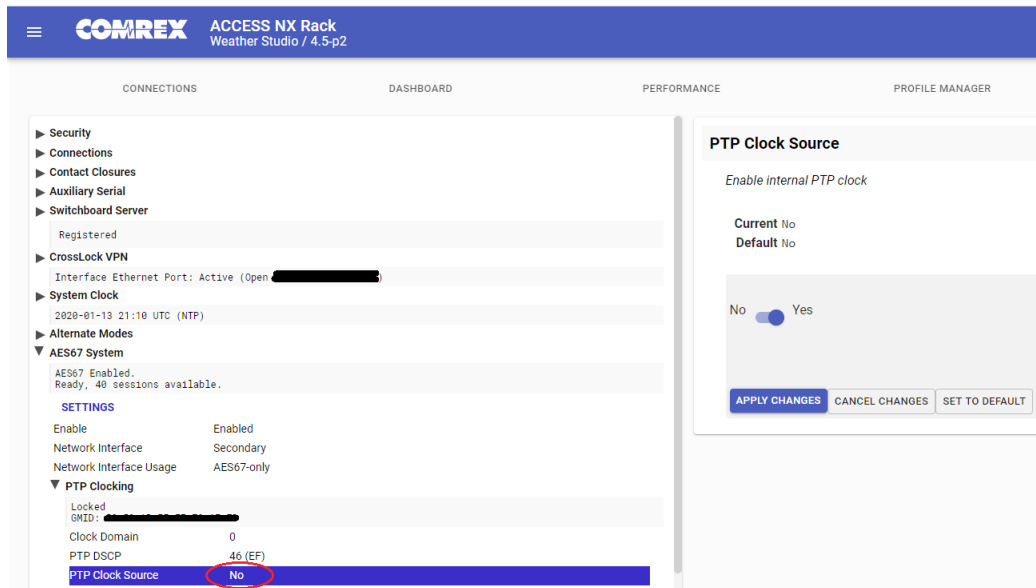 COMREX
ACCESS NX Rack
Weather Studio / 4.5-p2
CONNECTIONS DASHBOARD PERFORMANCE PROFILE MANAGER
Security
Connections
Contact Closures
Auxiliary Serial
Switchboard Server
Registered
CrossLock VPN
Interface Ethernet Port: Active (Open )
System Clock
2020-01-13 21:10 UTC (NTP)
Alternate Modes
AES67 System
AES67 Enabled.
Ready, 40 sessions available.
SETTINGS
Enable Enabled
Network Interface Secondary
Network Interface Usage AES67-only
PTP Clocking
Locked
GMID:
Clock Domain 0
PTP DSCP 46 (EF)
PTP Clock Source No
PTP Clock Source
Enable internal PTP clock
Current No
Default No
No Yes
APPLY CHANGES CANCEL CHANGES SET TO DEFAULT